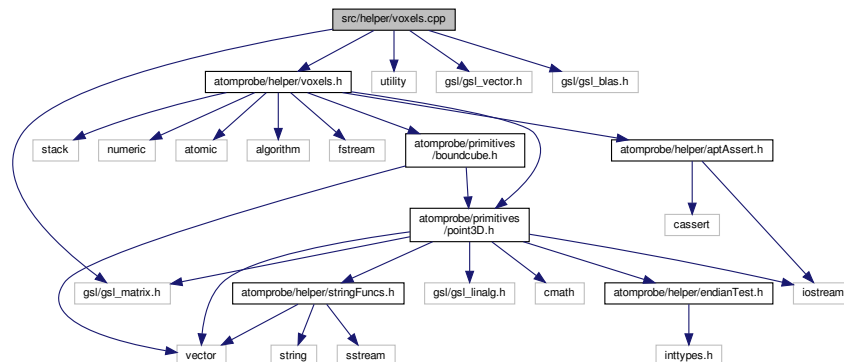 src/helper/voxels.cpp
atomprobe/helper/voxels.h
utility
gsl/gsl_vector.h
gsl/gsl_blas.h
stack
numeric
atomic
algorithm
fstream
atomprobe/primitives
/boundcube.h
atomprobe/helper/aptAssert.h
atomprobe/primitives
/point3D.h
cassert
gsl/gsl_matrix.h
atomprobe/helper/stringFuncs.h
gsl/gsl_linalg.h
cmath
atomprobe/helper/endianTest.h
iostream
vector
string
sstream
inttypes.h